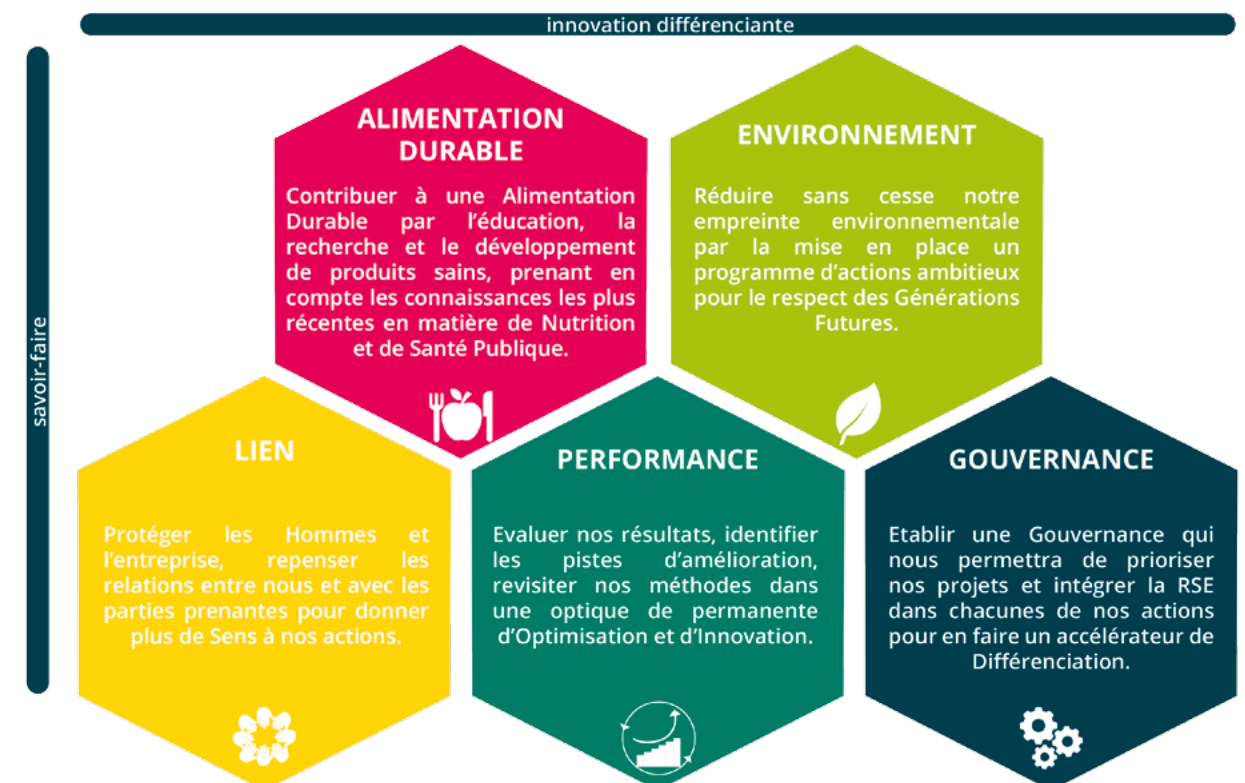 innovation différenciante
savoir-faire
ALIMENTATION
DURABLE
Contribuer à une Alimentation
Durable par l'éducation, la
recherche et le développement
de produits sains, prenant en
compte les connaissances les plus
récentes en matière de Nutrition
et de Santé Publique.
ENVIRONNEMENT
Réduire sans cesse notre
empreinte environnementale
par la mise en place un
programme d'actions ambitieux
pour le respect des Générations
Futures.
LIEN
Protéger les Hommes et
l'entreprise, repenser les
relations entre nous et avec les
parties prenantes pour donner
plus de Sens à nos actions.
PERFORMANCE
Evaluer nos résultats, identifier
les pistes d'amélioration,
revisiter nos méthodes dans
une optique de permanente
d'Optimisation et d'Innovation.
GOUVERNANCE
Etablir une Gouvernance qui
nous permettra de prioriser
nos projets et intégrer la RSE
dans chacunes de nos actions
pour en faire un accélérateur de
Différenciation.